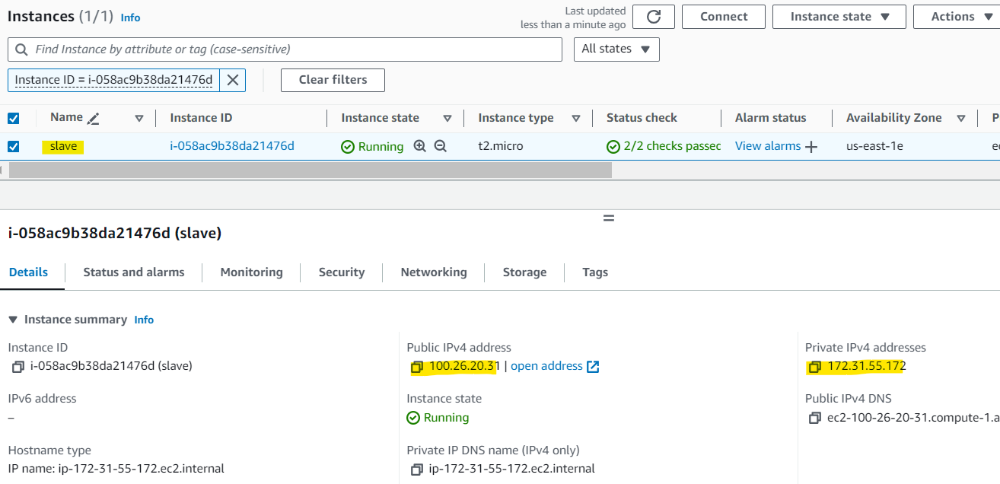 Instances (1/1) Info
Last updated
less than a minute ago
Connect
Instance state
Actions
Find Instance by attribute or tag (case-sensitive)
All states
Instance ID = i-058ac9b38da21476d
Clear filters
Name Instance ID Instance state Instance type Status check Alarm status Availability Zone P
slave i-058ac9b38da21476d Running t2.micro 2/2 checks passed View alarms + us-east-1e ec
i-058ac9b38da21476d (slave)
Details Status and alarms Monitoring Security Networking Storage Tags
Instance summary Info
Instance ID Public IPv4 address Private IPv4 addresses
i-058ac9b38da21476d (slave) 100.26.20.31 | open address 172.31.55.172
IPv6 address Instance state Public IPv4 DNS
– Running ec2-100-26-20-31.compute-1.a
Hostname type Private IP DNS name (IPv4 only)
IP name: ip-172-31-55-172.ec2.internal ip-172-31-55-172.ec2.internal